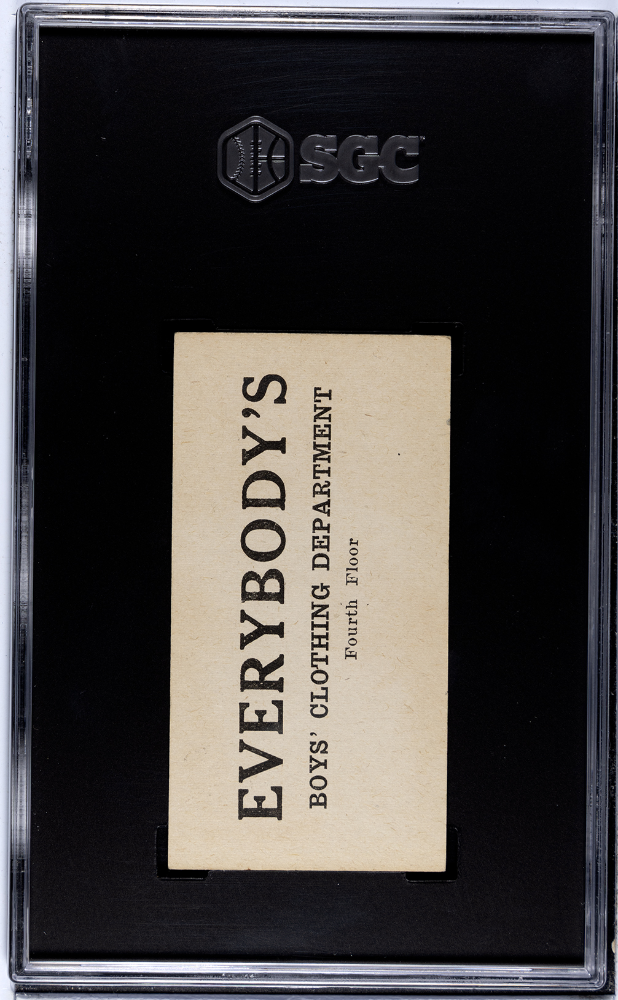 SGC
EVERYBODY'S
BOYS' CLOTHING DEPARTMENT
Fourth Floor